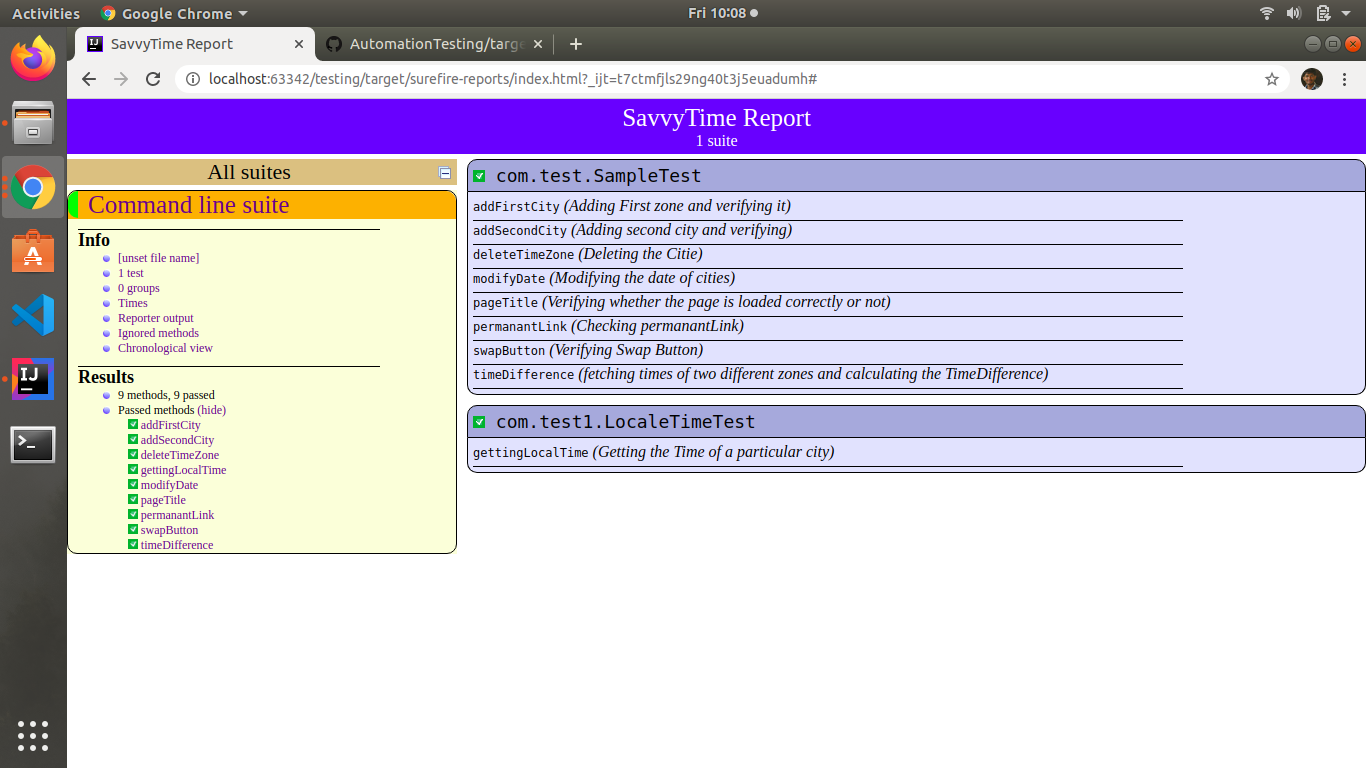 Activities
Google Chrome
Fri 10:08
SavvyTime Report
AutomationTesting/targe
localhost:63342/testing/target/surefire-reports/index.html?_ijt=t7ctmfjls29ng40t3j5euadumh#
SavvyTime Report
1 suite
All suites
Command line suite
Info
[unset file name]
1 test
0 groups
Times
Reporter output
Ignored methods
Chronological view
Results
9 methods, 9 passed
Passed methods (hide)
addFirstCity
addSecondCity
deleteTimeZone
gettingLocalTime
modifyDate
pageTitle
permanantLink
swapButton
timeDifference
com.test.SampleTest
addFirstCity (Adding First zone and verifying it)
addSecondCity (Adding second city and verifying)
deleteTimeZone (Deleting the Citie)
modifyDate (Modifying the date of cities)
pageTitle (Verifying whether the page is loaded correctly or not)
permanantLink (Checking permanantLink)
swapButton (Verifying Swap Button)
timeDifference (fetching times of two different zones and calculating the TimeDifference)
com.test1.LocaleTimeTest
gettingLocalTime (Getting the Time of a particular city)